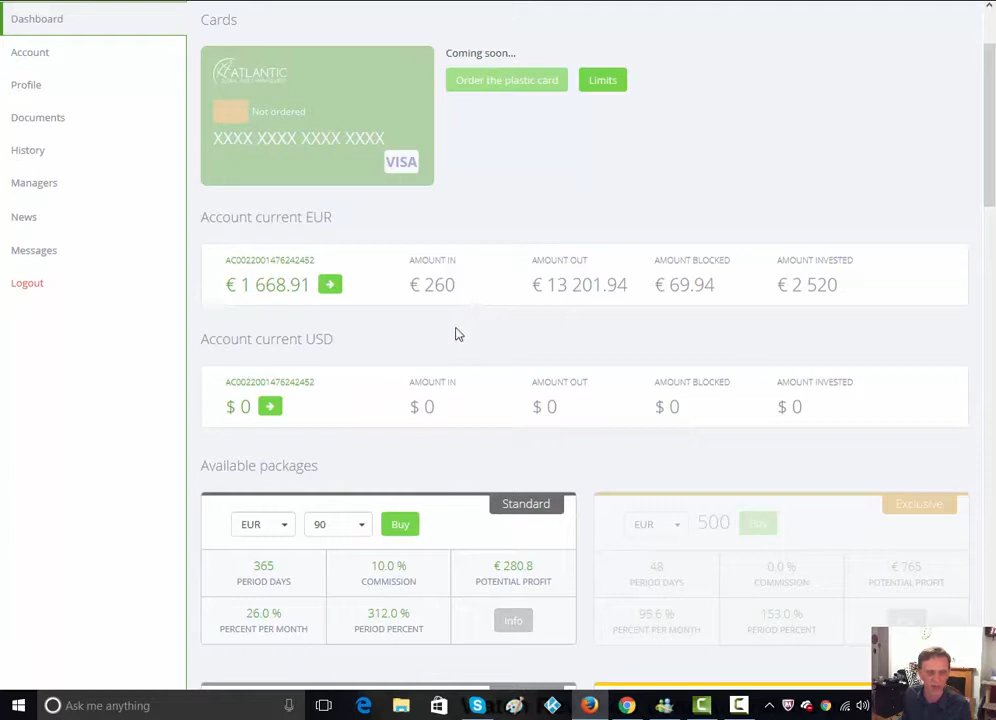 Dashboard
Account
Profile
Documents
History
Managers
News
Messages
Logout
Cards
ATLANTIC
Not ordered
XXXX XXXX XXXX XXXX
VISA
Coming soon...
Order the plastic card
Limits
Account current EUR
AC0022001476242452 AMOUNT IN AMOUNT OUT AMOUNT BLOCKED AMOUNT INVESTED
€ 1 668.91 € 260 € 13 201.94 € 69.94 € 2 520
Account current USD
AC0022001476242452 AMOUNT IN AMOUNT OUT AMOUNT BLOCKED AMOUNT INVESTED
$ 0 $ 0 $ 0 $ 0 $ 0
Available packages
Standard
EUR 90 Buy
365 10.0 % € 280.8
PERIOD DAYS COMMISSION POTENTIAL PROFIT
26.0 % 312.0 % Info
PERCENT PER MONTH PERIOD PERCENT
Exclusive
EUR 500 Buy
48 0.0 % € 765
PERIOD DAYS COMMISSION POTENTIAL PROFIT
95.6 % 153.0 %
PERCENT PER MONTH PERIOD PERCENT
Ask me anything